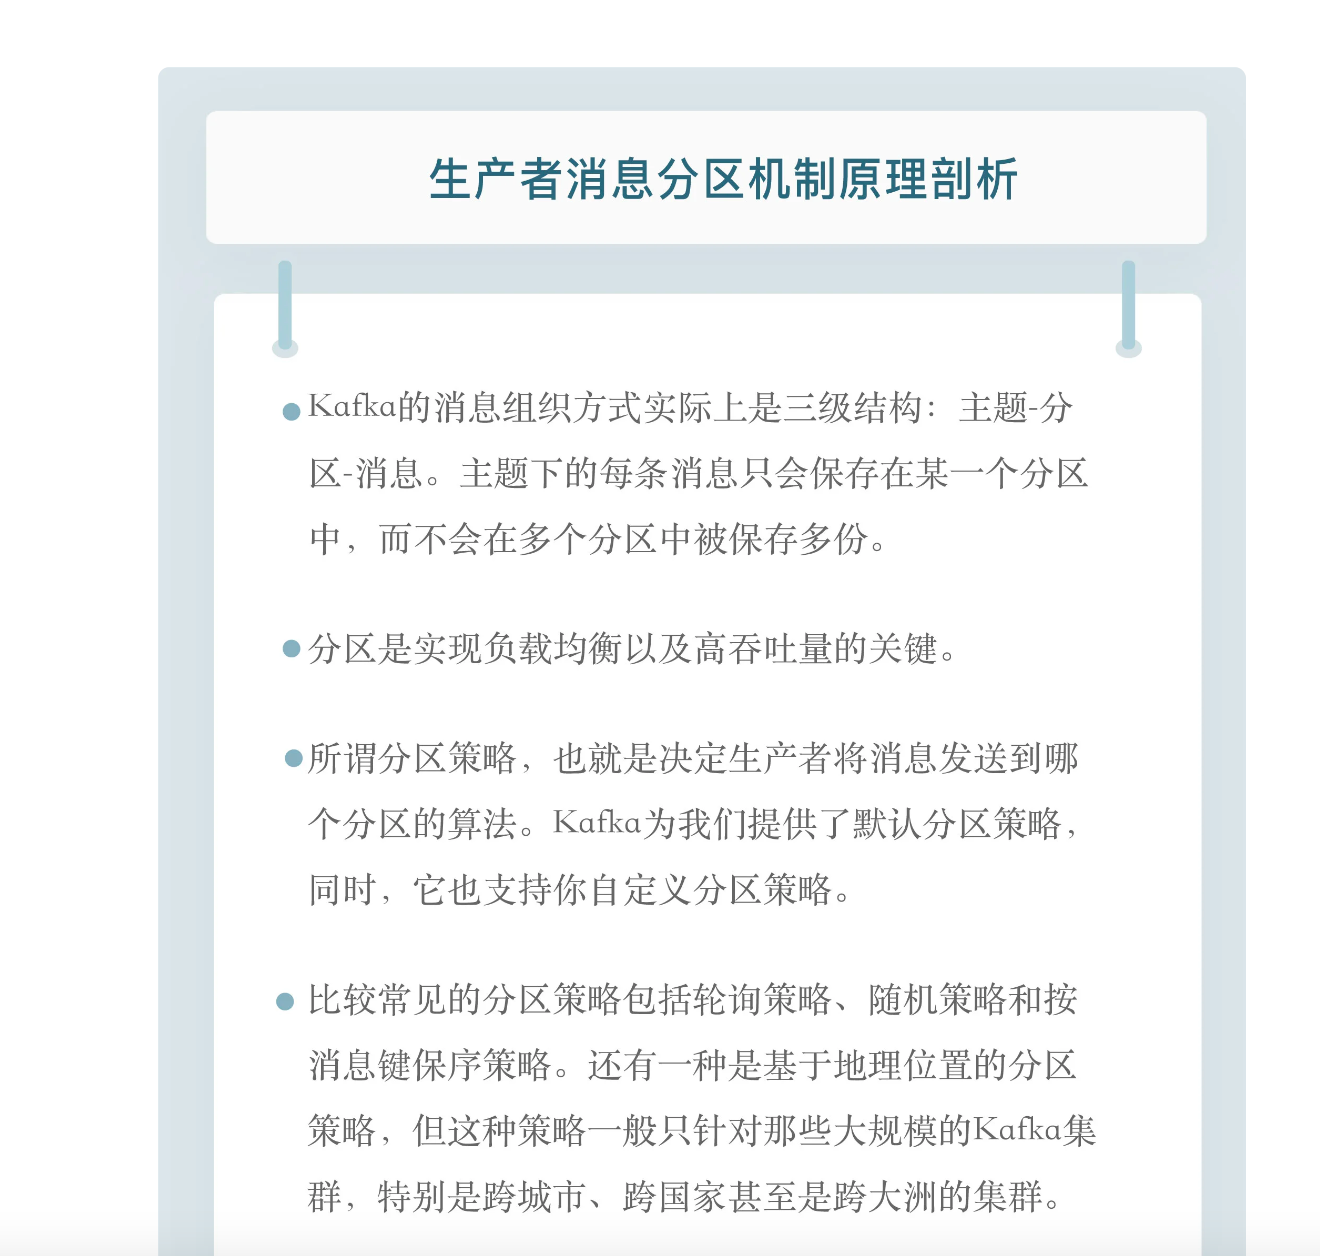 生产者消息分区机制原理剖析
Kafka的消息组织方式实际上是三级结构：主题-分
区-消息。主题下的每条消息只会保存在某一个分区
中，而不会在多个分区中被保存多份。
分区是实现负载均衡以及高吞吐量的关键。
所谓分区策略，也就是决定生产者将消息发送到哪
个分区的算法。Kafka为我们提供了默认分区策略，
同时，它也支持你自定义分区策略。
比较常见的分区策略包括轮询策略、随机策略和按
消息键保序策略。还有一种是基于地理位置的分区
策略，但这种策略一般只针对那些大规模的Kafka集
群，特别是跨城市、跨国家甚至是跨大洲的集群。